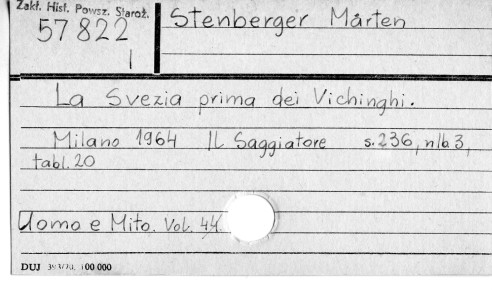 Zakł. Hist. Powsz. Staroż.
57822
I
Stenberger Mårten
La Svezia prima dei Vichinghi.
Milano 1964 Il Saggiatore s. 236, nlb 3,
tabl. 20
Uomo e Mito. Vol. 44.
DUJ 100 000